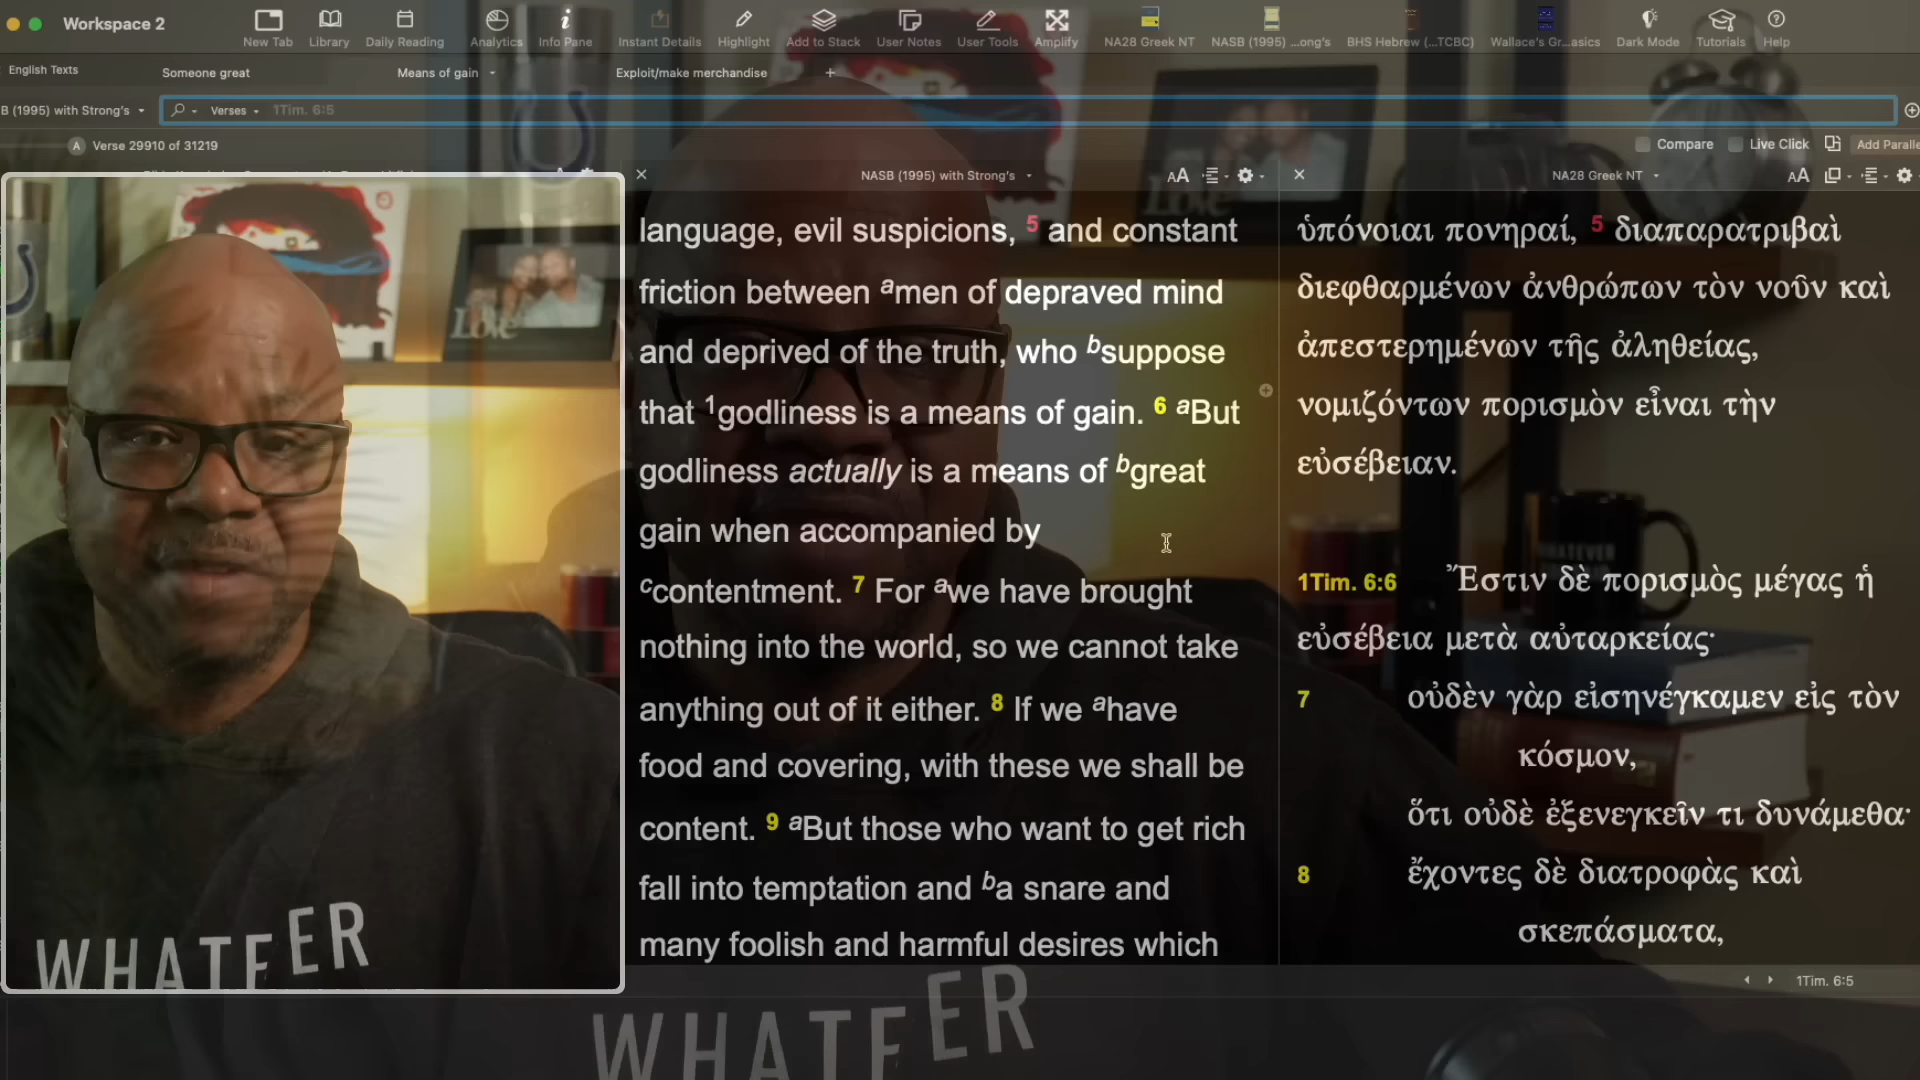 Workspace 2
New Tab
Library
Daily Reading
Analytics
Info Pane
Instant Details
Highlight
Add to Stack
User Notes
User Tools
Amplify
NA28 Greek NT
NASB (1995) ...ong's
BHS Hebrew (...TCBC)
Wallace's Gr...asics
Dark Mode
Tutorials
Help
English Texts
Someone great
Means of gain
Exploit/make merchandise
B (1995) with Strong's
Verses
1Tim. 6:5
A Verse 29910 of 31219
Compare
Live Click
Add Paralle
NASB (1995) with Strong's
language, evil suspicions, 5 and constant
friction between amen of depraved mind
and deprived of the truth, who bsuppose
that 1godliness is a means of gain. 6 aBut
godliness actually is a means of bgreat
gain when accompanied by
ccontentment. 7 For awe have brought
nothing into the world, so we cannot take
anything out of it either. 8 If we ahave
food and covering, with these we shall be
content. 9 aBut those who want to get rich
fall into temptation and ba snare and
many foolish and harmful desires which
NA28 Greek NT
ὑπόνοιαι πονηραί, 5 διαπαρατριβαὶ
διεφθαρμένων ἀνθρώπων τὸν νοῦν καὶ
ἀπεστερημένων τῆς ἀληθείας,
νομιζόντων πορισμὸν εἶναι τὴν
εὐσέβειαν.
1Tim. 6:6 Ἔστιν δὲ πορισμὸς μέγας ἡ
εὐσέβεια μετὰ αὐταρκείας·
7 οὐδὲν γὰρ εἰσηνέγκαμεν εἰς τὸν
κόσμον,
ὅτι οὐδὲ ἐξενεγκεῖν τι δυνάμεθα·
8 ἔχοντες δὲ διατροφὰς καὶ
σκεπάσματα,
1Tim. 6:5
Love
WHATEVER